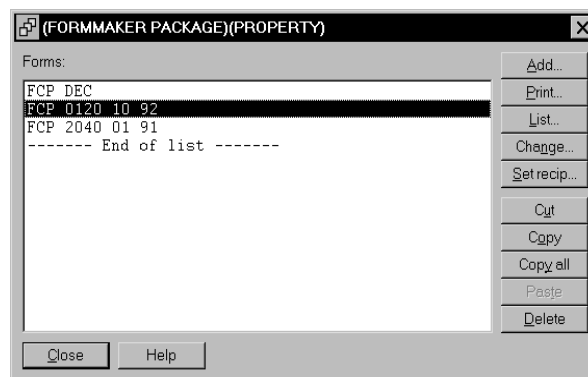 (FORMMAKER PACKAGE)(PROPERTY)
Forms:
FCP DEC
FCP 0120 10 92
FCP 2040 01 91
------- End of list -------
Add...
Print...
List...
Change...
Set recip...
Cut
Copy
Copy all
Paste
Delete
Close
Help